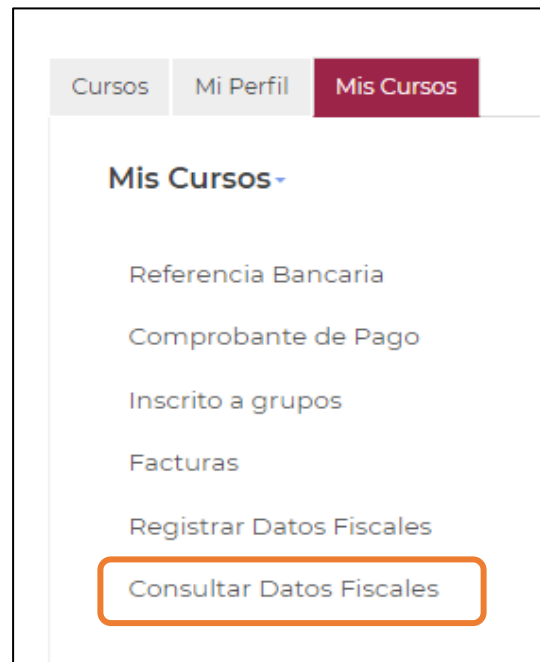 Cursos Mi Perfil Mis Cursos
Mis Cursos
Referencia Bancaria
Comprobante de Pago
Inscrito a grupos
Facturas
Registrar Datos Fiscales
Consultar Datos Fiscales